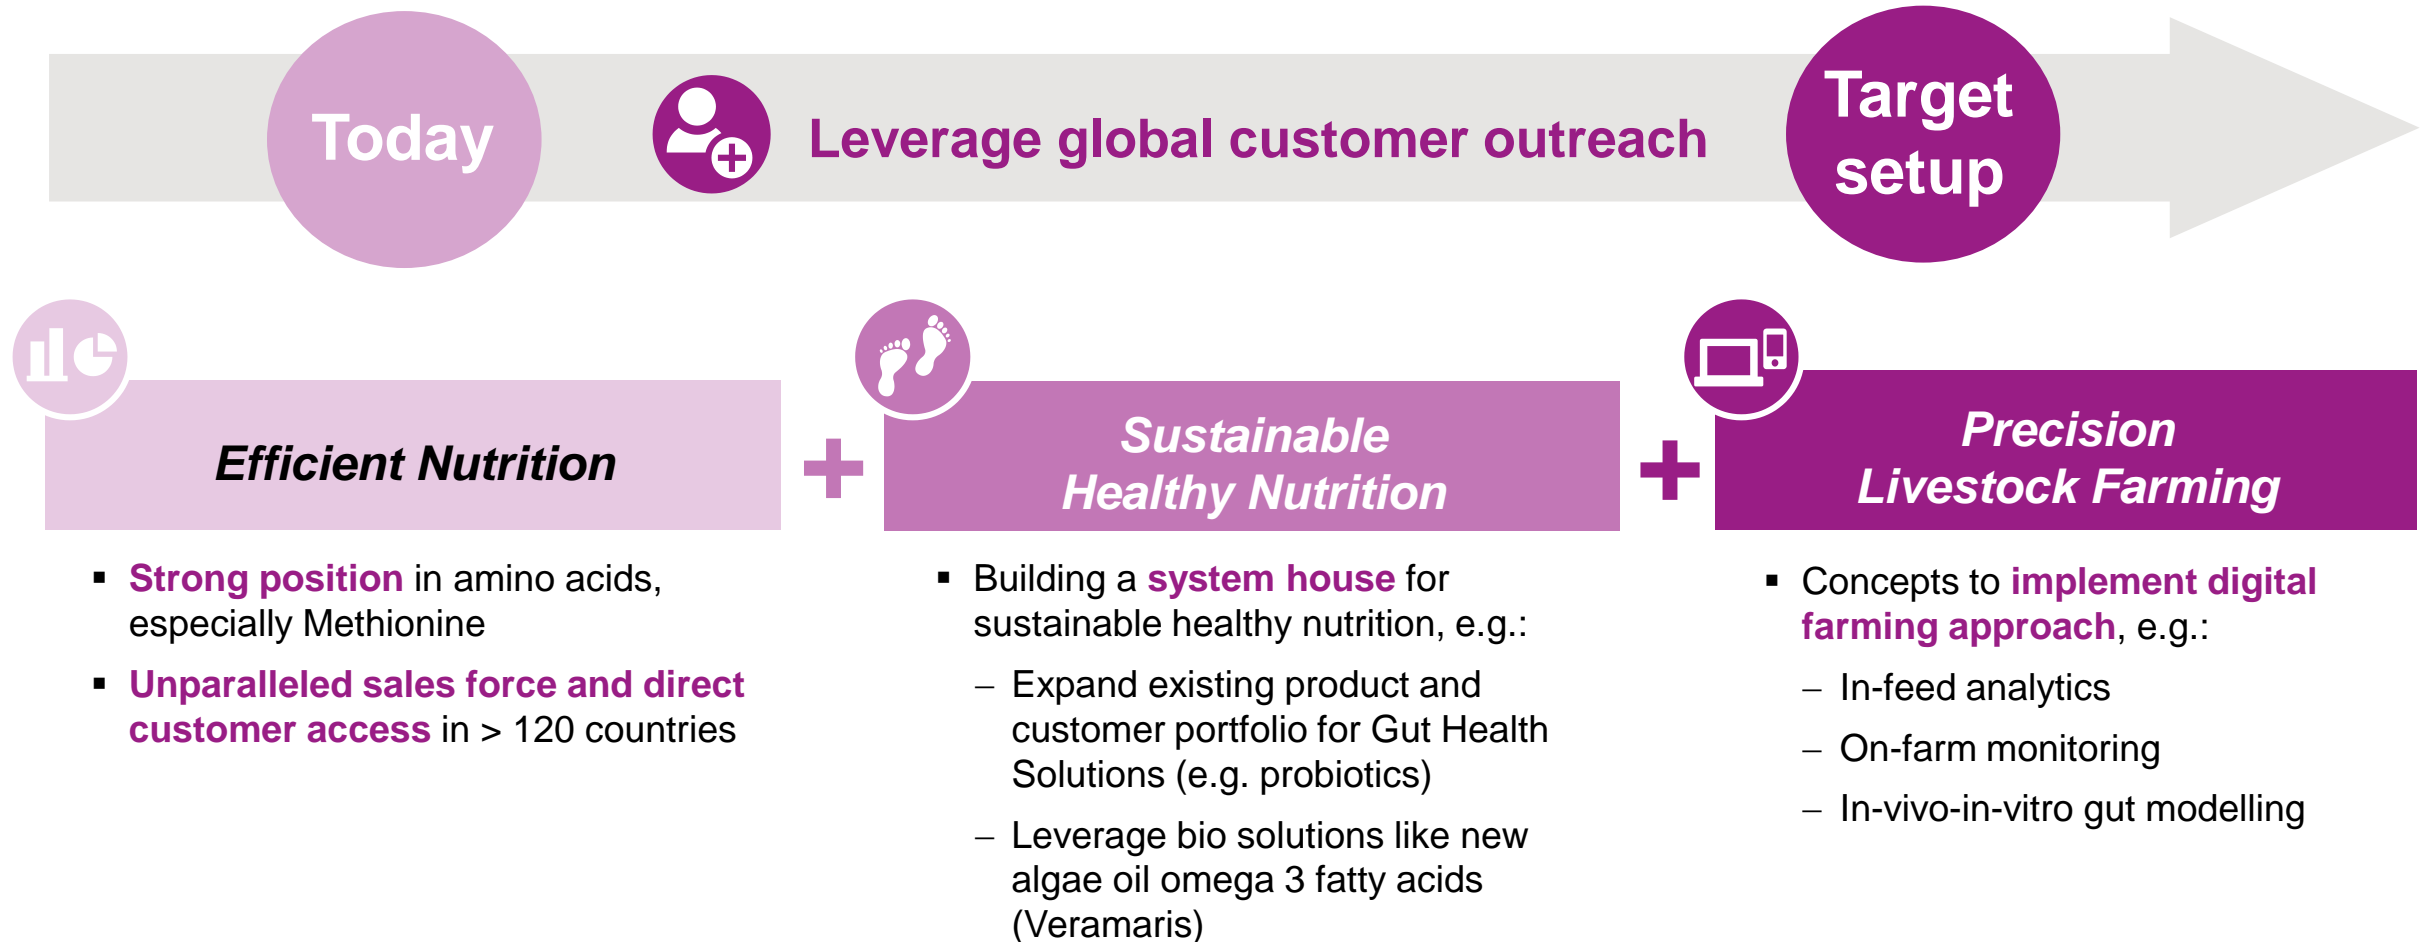 Today
Leverage global customer outreach
Target
setup
Efficient Nutrition
+
Sustainable
Healthy Nutrition
+
Precision
Livestock Farming
▪ Strong position in amino acids,
especially Methionine
▪ Unparalleled sales force and direct
customer access in > 120 countries
▪ Building a system house for
sustainable healthy nutrition, e.g.:
– Expand existing product and
customer portfolio for Gut Health
Solutions (e.g. probiotics)
– Leverage bio solutions like new
algae oil omega 3 fatty acids
(Veramaris)
▪ Concepts to implement digital
farming approach, e.g.:
– In-feed analytics
– On-farm monitoring
– In-vivo-in-vitro gut modelling